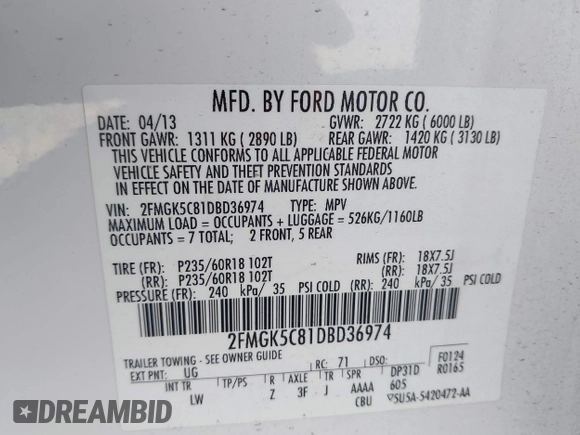 MFD. BY FORD MOTOR CO.
DATE: 04/13 GVWR: 2722 KG ( 6000 LB)
FRONT GAWR: 1311 KG ( 2890 LB) REAR GAWR: 1420 KG ( 3130 LB)
THIS VEHICLE CONFORMS TO ALL APPLICABLE FEDERAL MOTOR
VEHICLE SAFETY AND THEFT PREVENTION STANDARDS
IN EFFECT ON THE DATE OF MANUFACTURE SHOWN ABOVE.
VIN: 2FMGK5C81DBD36974 TYPE: MPV
MAXIMUM LOAD = OCCUPANTS + LUGGAGE = 526KG/1160LB
OCCUPANTS = 7 TOTAL; 2 FRONT, 5 REAR
TIRE (FR): P235/60R18 102T RIMS (FR): 18X7.5J
(RR): P235/60R18 102T (RR): 18X7.5J
PRESSURE (FR): 240 kPa/ 35 PSI COLD (RR): 240 kPa/ 35 PSI COLD
2FMGK5C81DBD36974
TRAILER TOWING - SEE OWNER GUIDE
EXT PNT: UG RC: 71 DSO: F0124
R0165
INT TR R AXLE TR SPR DP31D
LW Z 3F J AAAA 605
CBU 5U5A-5420472-AA
DREAMBID